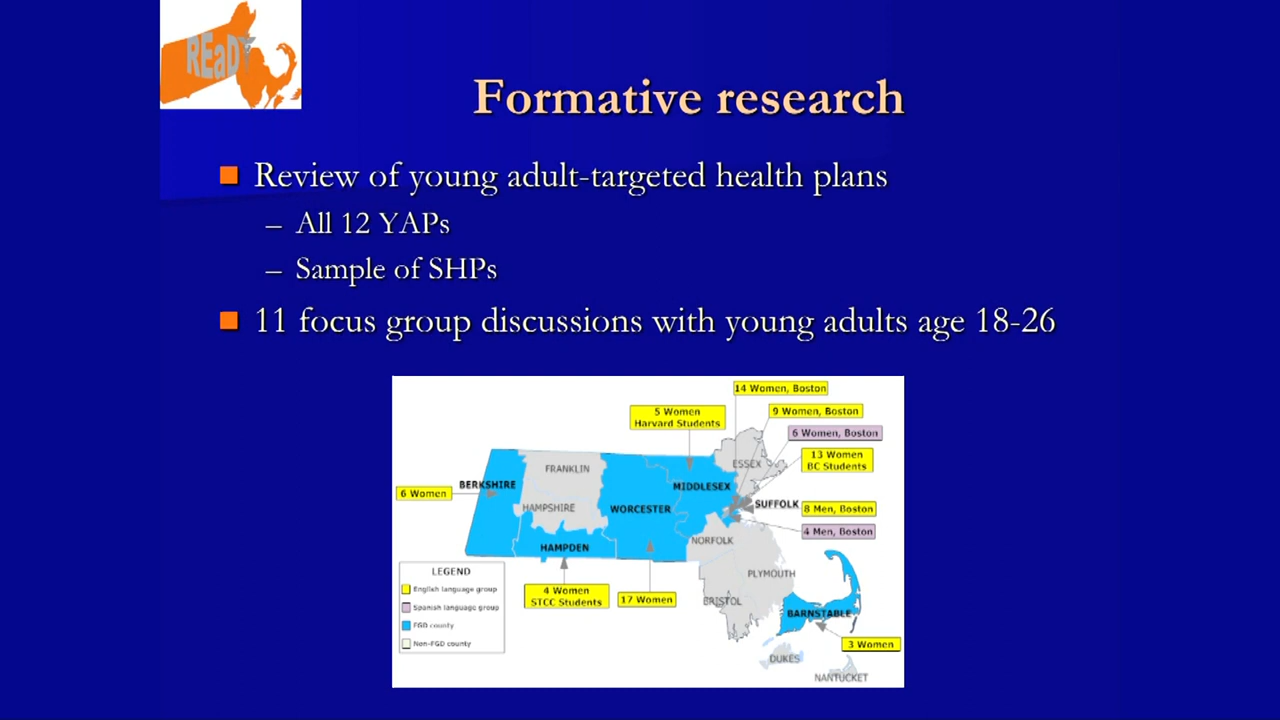 REaDY
Formative research
Review of young adult-targeted health plans
– All 12 YAPs
– Sample of SHPs
11 focus group discussions with young adults age 18-26
14 Women, Boston
5 Women
Harvard Students
9 Women, Boston
6 Women, Boston
13 Women
BC Students
ESSEX
FRANKLIN
BERKSHIRE
MIDDLESEX
6 Women
HAMPSHIRE
WORCESTER
SUFFOLK
8 Men, Boston
4 Men, Boston
NORFOLK
HAMPDEN
LEGEND
English language group
Spanish language group
FGD county
Non-FGD county
4 Women
STCC Students
17 Women
PLYMOUTH
BRISTOL
BARNSTABLE
3 Women
DUKES
NANTUCKET